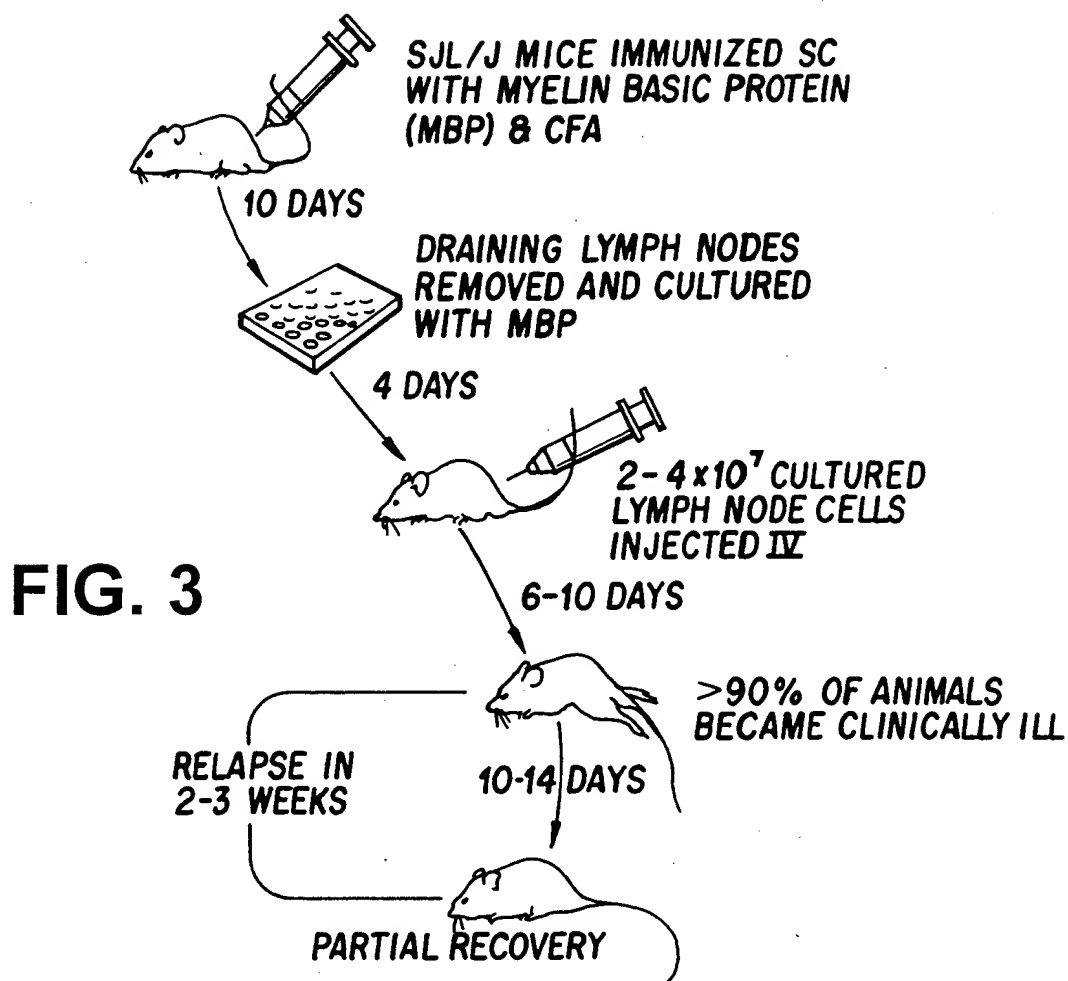 SJL/J MICE IMMUNIZED SC
WITH MYELIN BASIC PROTEIN
(MBP) & CFA
10 DAYS
DRAINING LYMPH NODES
REMOVED AND CULTURED
WITH MBP
4 DAYS
2-4×10⁷ CULTURED
LYMPH NODE CELLS
INJECTED IV
6-10 DAYS
FIG. 3
>90% OF ANIMALS
BECAME CLINICALLY ILL
RELAPSE IN
2-3 WEEKS
10-14 DAYS
PARTIAL RECOVERY